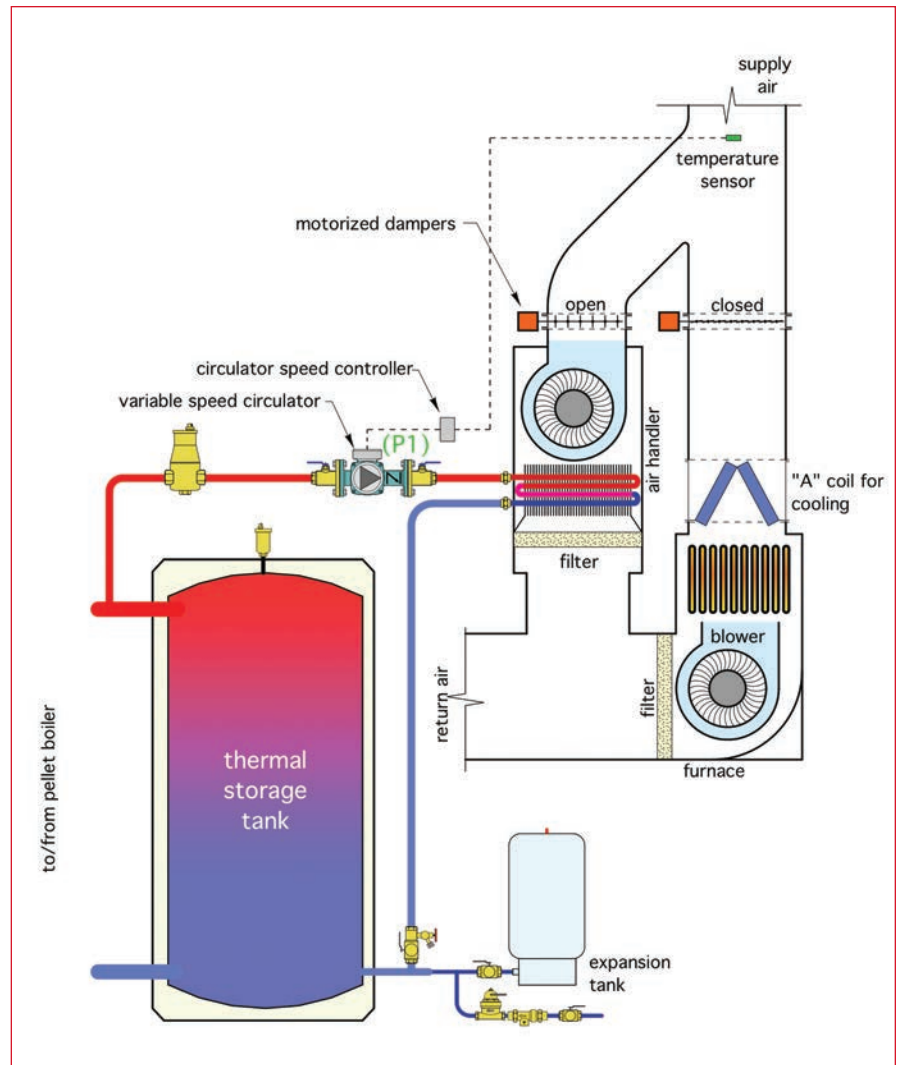 supply
air
temperature
sensor
motorized dampers
open
closed
circulator speed controller
variable speed circulator
(P1)
air handler
"A" coil for
cooling
filter
blower
return air
filter
furnace
thermal
storage
tank
to/from pellet boiler
expansion
tank